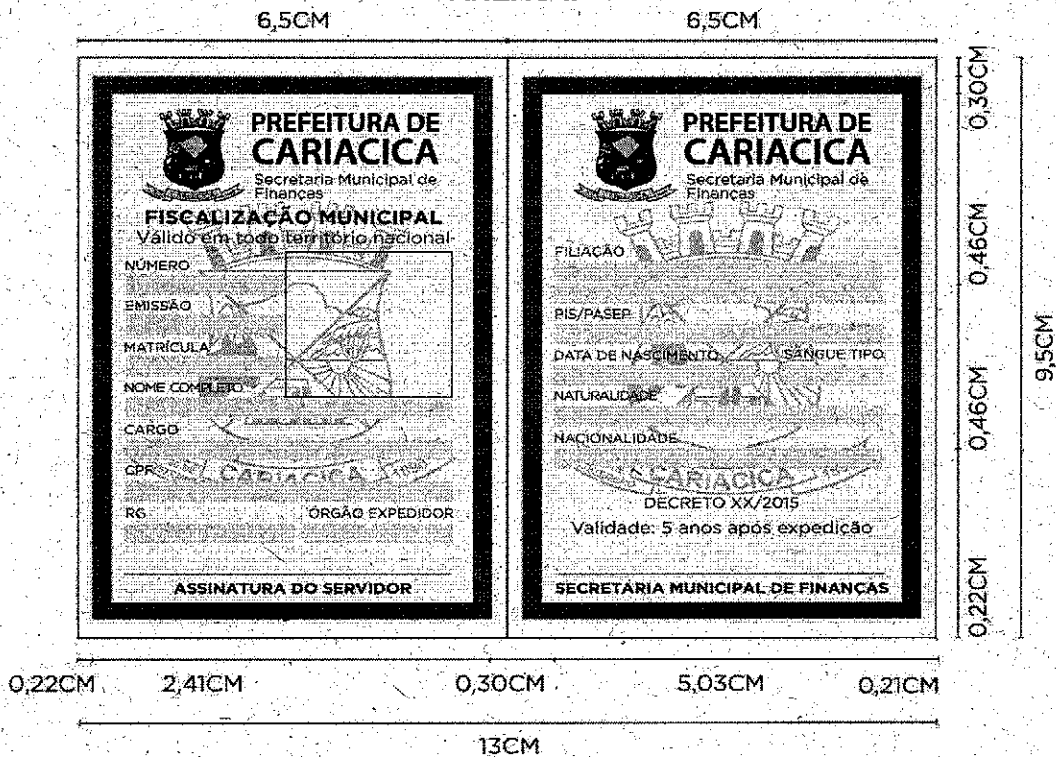 6,5CM 6,5CM
PREFEITURA DE
CARIACICA
Secretaria Municipal de
Finanças
FISCALIZAÇÃO MUNICIPAL
Válido em todo território nacional
NÚMERO
EMISSÃO
MATRÍCULA
NOME COMPLETO
CARGO
CPF
CARIACICA
RG ÓRGÃO EXPEDIDOR
ASSINATURA DO SERVIDOR
PREFEITURA DE
CARIACICA
Secretaria Municipal de
Finanças
FILIAÇÃO
PIS/PASEP
DATA DE NASCIMENTO SANGUE TIPO
NATURALIDADE
NACIONALIDADE
CARIACICA
DECRETO XX/2015
Validade: 5 anos após expedição
SECRETARIA MUNICIPAL DE FINANÇAS
0,30CM
0,46CM
0,46CM
0,22CM
9,5CM
0,22CM 2,41CM 0,30CM 5,03CM 0,21CM
13CM